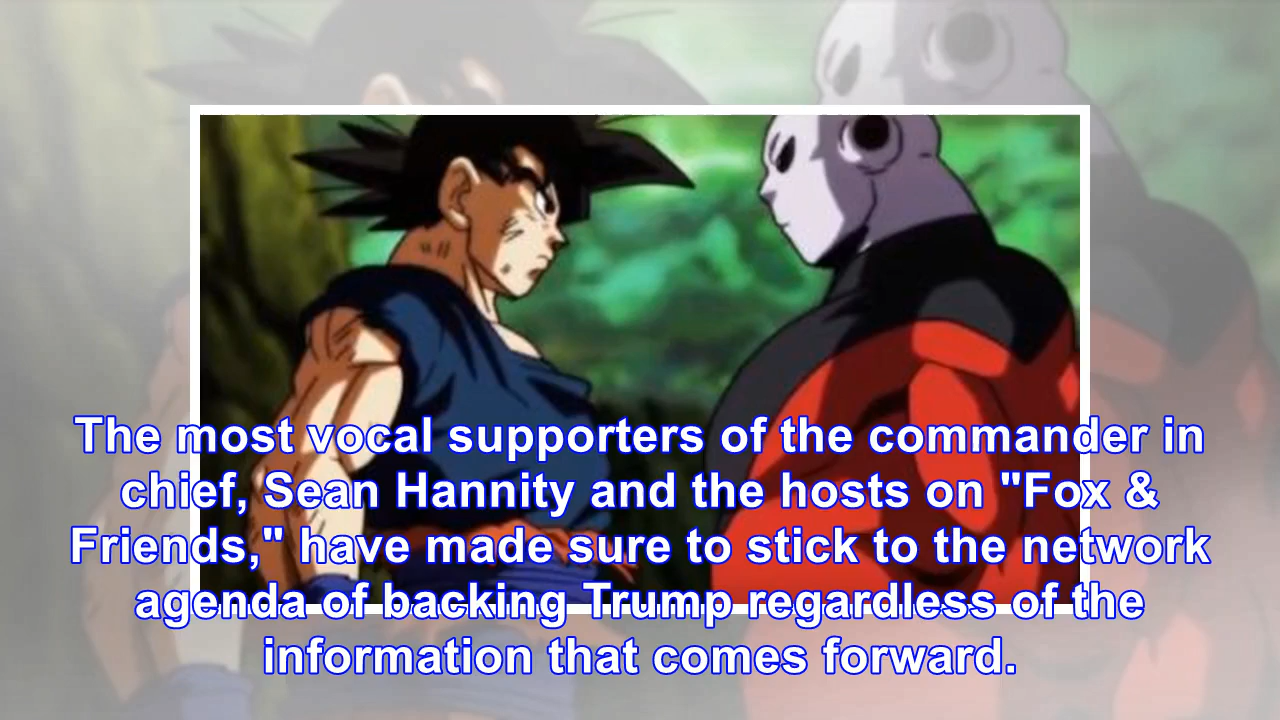 The most vocal supporters of the commander in
chief, Sean Hannity and the hosts on "Fox &
Friends," have made sure to stick to the network
agenda of backing Trump regardless of the
information that comes forward.